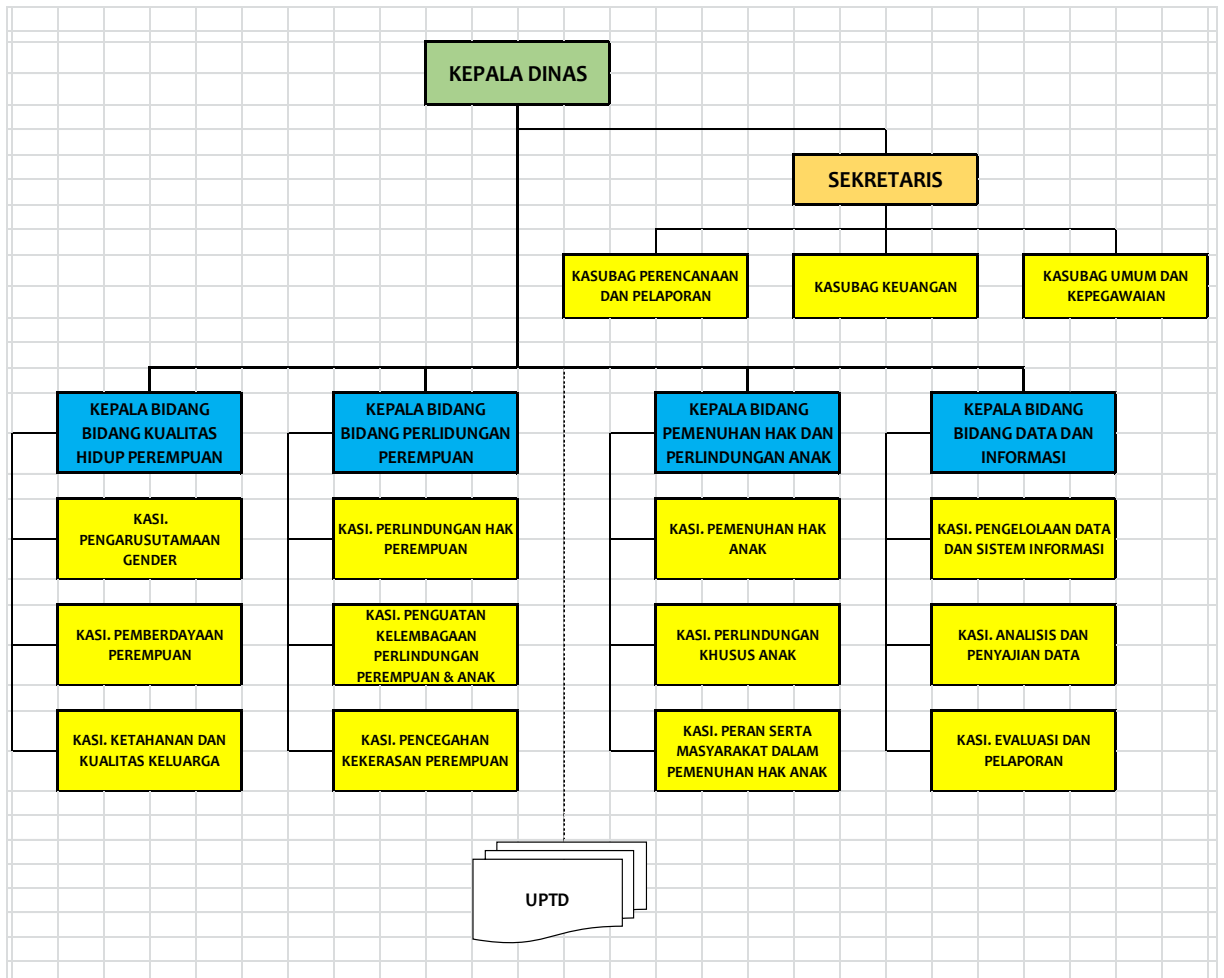 KEPALA DINAS
SEKRETARIS
KASUBAG PERENCANAAN
DAN PELAPORAN
KASUBAG KEUANGAN
KASUBAG UMUM DAN
KEPEGAWAIAN
KEPALA BIDANG
BIDANG KUALITAS
HIDUP PEREMPUAN
KEPALA BIDANG
BIDANG PERLIDUNGAN
PEREMPUAN
KEPALA BIDANG
PEMENUHAN HAK DAN
PERLINDUNGAN ANAK
KEPALA BIDANG
BIDANG DATA DAN
INFORMASI
KASI.
PENGARUSUTAMAAN
GENDER
KASI. PERLINDUNGAN HAK
PEREMPUAN
KASI. PEMENUHAN HAK
ANAK
KASI. PENGELOLAAN DATA
DAN SISTEM INFORMASI
KASI. PEMBERDAYAAN
PEREMPUAN
KASI. PENGUATAN
KELEMBAGAAN
PERLINDUNGAN
PEREMPUAN & ANAK
KASI. PERLINDUNGAN
KHUSUS ANAK
KASI. ANALISIS DAN
PENYAJIAN DATA
KASI. KETAHANAN DAN
KUALITAS KELUARGA
KASI. PENCEGAHAN
KEKERASAN PEREMPUAN
KASI. PERAN SERTA
MASYARAKAT DALAM
PEMENUHAN HAK ANAK
KASI. EVALUASI DAN
PELAPORAN
UPTD